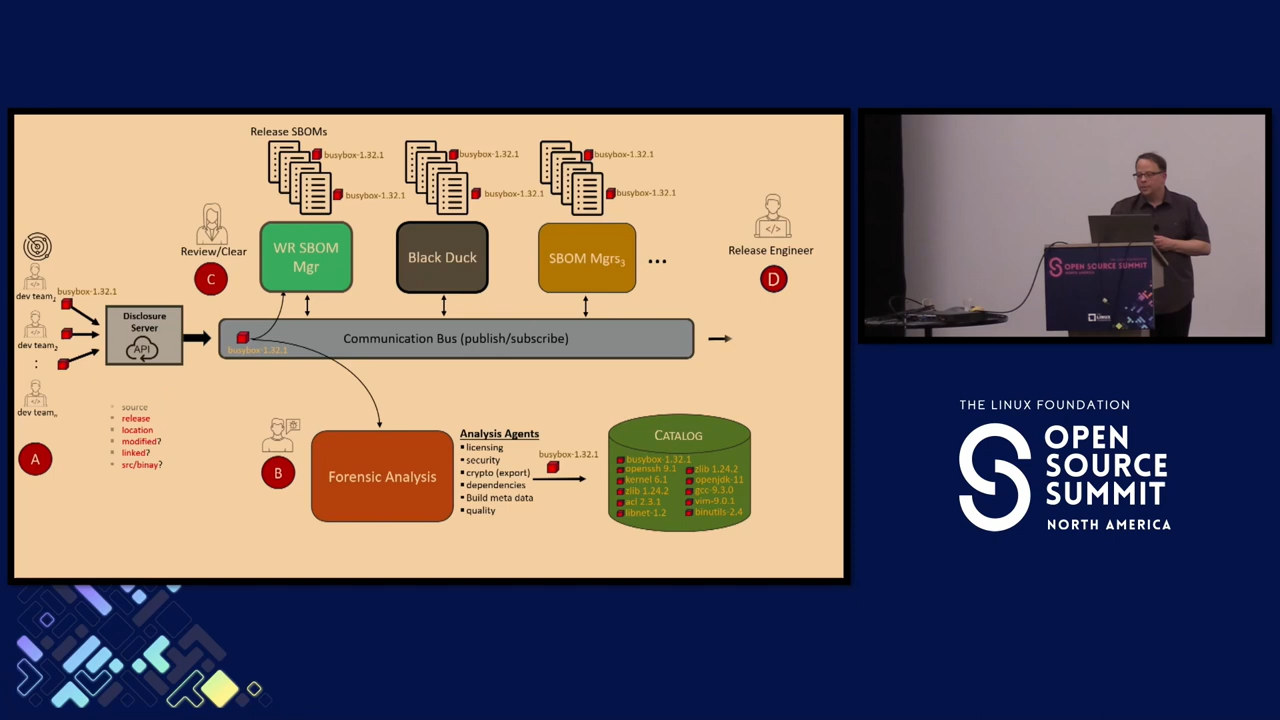 Release SBOMs
busybox-1.32.1
busybox-1.32.1
busybox-1.32.1
busybox-1.32.1
busybox-1.32.1
busybox-1.32.1
Review/Clear
C
WR SBOM
Mgr
Black Duck
SBOM Mgrs3
...
Release Engineer
D
dev team1
busybox-1.32.1
dev team2
:
dev teamn
A
Disclosure
Server
API
busybox-1.32.1
Communication Bus (publish/subscribe)
source
release
location
modified?
linked?
src/binay?
B
Forensic Analysis
Analysis Agents
licensing
security
crypto (export)
dependencies
Build meta data
quality
busybox-1.32.1
CATALOG
busybox-1.32.1
openssh 9.1
kernel 6.1
zlib 1.24.2
acl 2.3.1
libnet-1.2
zlib 1.24.2
openjdk-11
gcc-9.3.0
vim-9.0.1
binutils-2.4
OPEN SOURCE SUMMIT
THE LINUX FOUNDATION
OPEN
SOURCE
SUMMIT
NORTH AMERICA